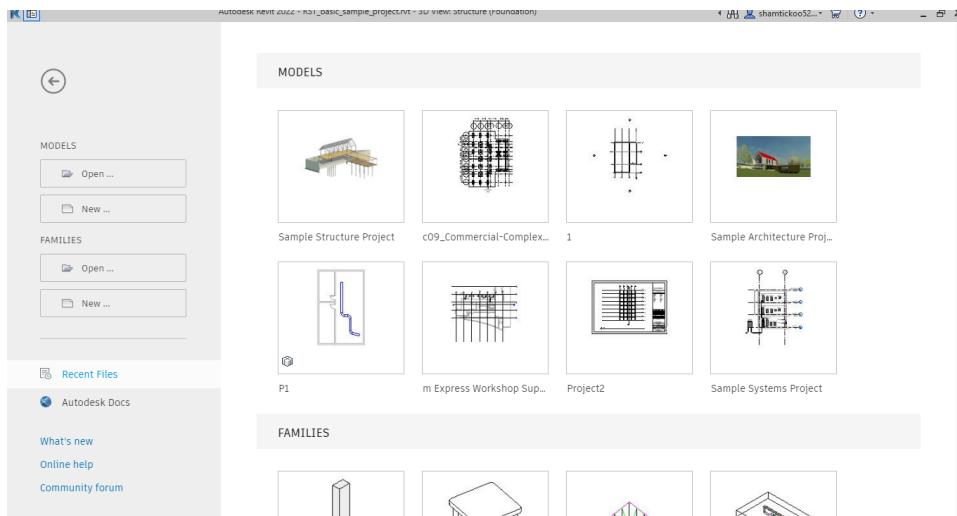 Autodesk Revit 2022 - RST_basic_sample_project.rvt - 3D View: Structure (Foundation)
shamtickoo52...
MODELS
MODELS
Open ...
New ...
FAMILIES
Open ...
New ...
Recent Files
Autodesk Docs
What's new
Online help
Community forum
Sample Structure Project
c09_Commercial-Complex...
1
Sample Architecture Proj...
P1
m Express Workshop Sup...
Project2
Sample Systems Project
FAMILIES